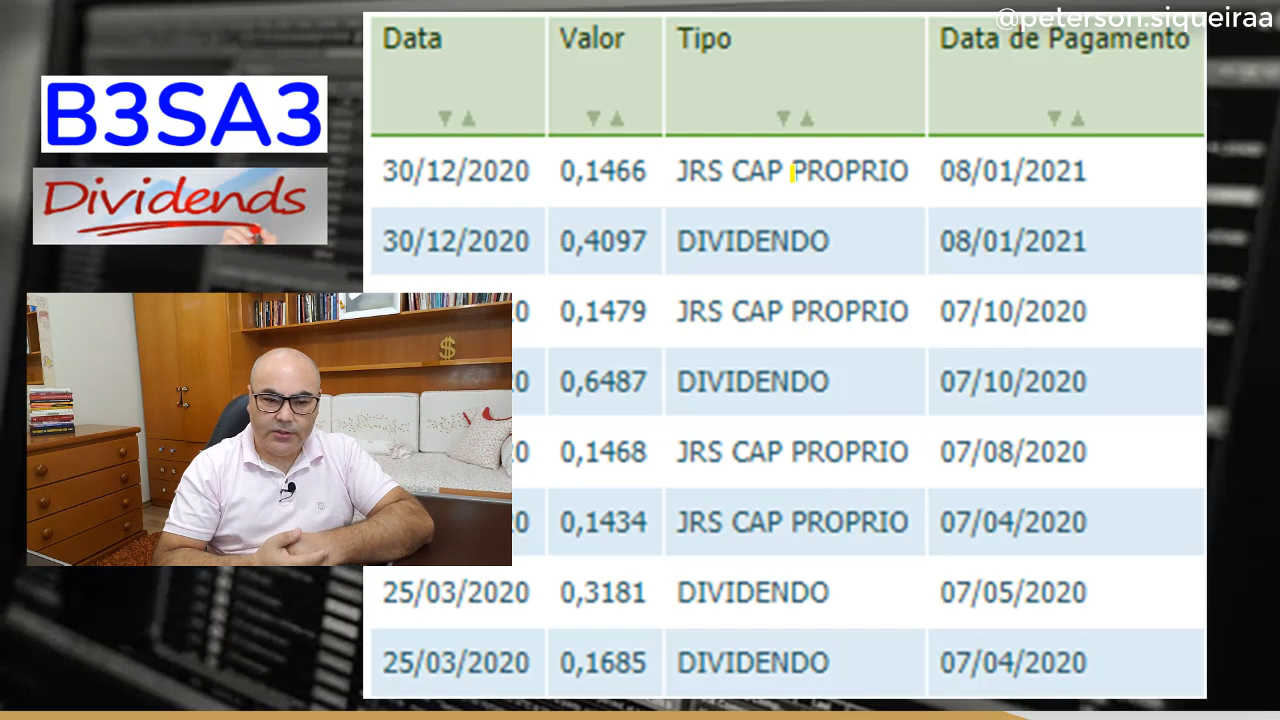 @peterson.siqueiraa
B3SA3
Dividends
Data Valor Tipo Data de Pagamento
30/12/2020 0,1466 JRS CAP PROPRIO 08/01/2021
30/12/2020 0,4097 DIVIDENDO 08/01/2021
0 0,1479 JRS CAP PROPRIO 07/10/2020
0,6487 DIVIDENDO 07/10/2020
0 0,1468 JRS CAP PROPRIO 07/08/2020
0 0,1434 JRS CAP PROPRIO 07/04/2020
25/03/2020 0,3181 DIVIDENDO 07/05/2020
25/03/2020 0,1685 DIVIDENDO 07/04/2020